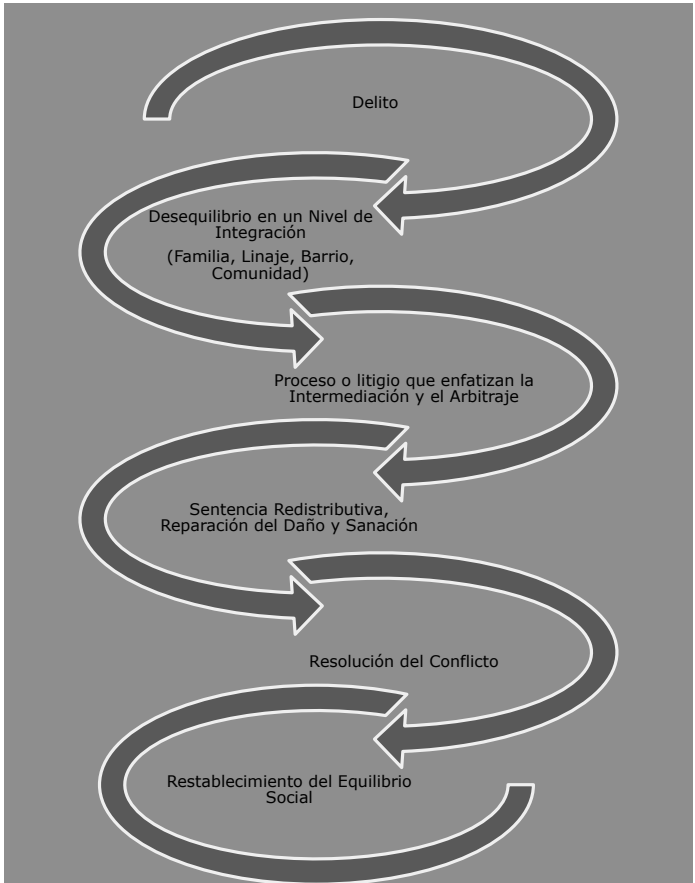 Delito
Desequilibrio en un Nivel de
Integración
(Familia, Linaje, Barrio,
Comunidad)
Proceso o litigio que enfatizan la
Intermediación y el Arbitraje
Sentencia Redistributiva,
Reparación del Daño y Sanación
Resolución del Conflicto
Restablecimiento del Equilibrio
Social